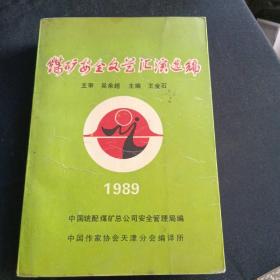 煤矿安全文艺汇演选编
主审 吴余超 主编 王金石
1989
中国统配煤矿总公司安全管理局编
中国作家协会天津分会编译所